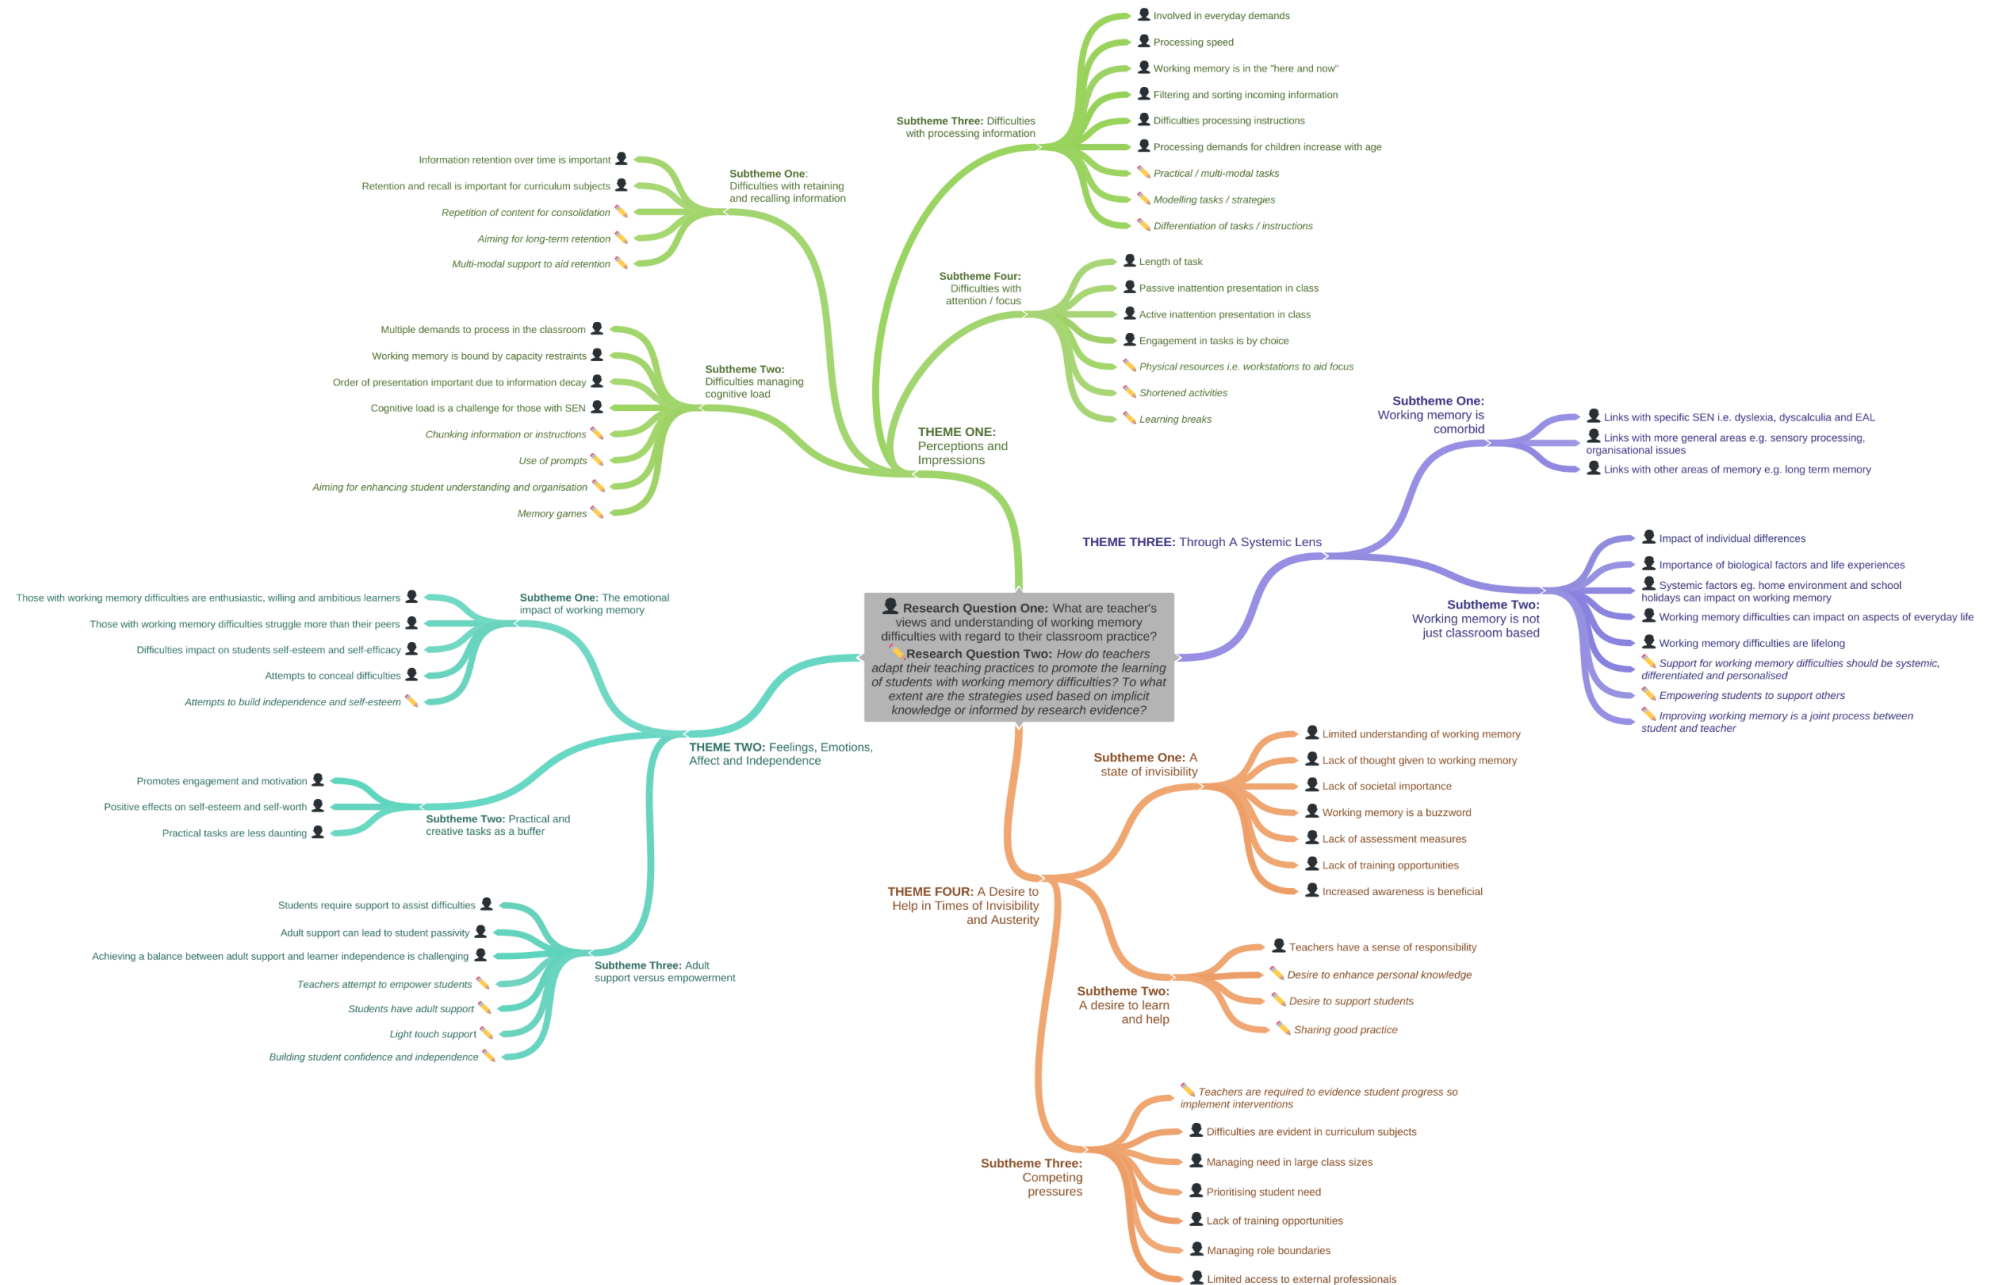 Research Question One: What are teacher's
views and understanding of working memory
difficulties with regard to their classroom practice?
Research Question Two: How do teachers
adapt their teaching practices to promote the learning
of students with working memory difficulties? To what
extent are the strategies used based on implicit
knowledge or informed by research evidence?
THEME ONE:
Perceptions and
Impressions
Subtheme One:
Difficulties with retaining
and recalling information
Information retention over time is important
Retention and recall is important for curriculum subjects
Repetition of content for consolidation
Aiming for long-term retention
Multi-modal support to aid retention
Subtheme Two:
Difficulties managing
cognitive load
Multiple demands to process in the classroom
Working memory is bound by capacity restraints
Order of presentation important due to information decay
Cognitive load is a challenge for those with SEN
Chunking information or instructions
Use of prompts
Aiming for enhancing student understanding and organisation
Memory games
Subtheme Three: Difficulties
with processing information
Involved in everyday demands
Processing speed
Working memory is in the "here and now"
Filtering and sorting incoming information
Difficulties processing instructions
Processing demands for children increase with age
Practical / multi-modal tasks
Modelling tasks / strategies
Differentiation of tasks / instructions
Subtheme Four:
Difficulties with
attention / focus
Length of task
Passive inattention presentation in class
Active inattention presentation in class
Engagement in tasks is by choice
Physical resources i.e. workstations to aid focus
Shortened activities
Learning breaks
THEME TWO: Feelings, Emotions,
Affect and Independence
Subtheme One: The emotional
impact of working memory
Those with working memory difficulties are enthusiastic, willing and ambitious learners
Those with working memory difficulties struggle more than their peers
Difficulties impact on students self-esteem and self-efficacy
Attempts to conceal difficulties
Attempts to build independence and self-esteem
Subtheme Two: Practical and
creative tasks as a buffer
Promotes engagement and motivation
Positive effects on self-esteem and self-worth
Practical tasks are less daunting
Subtheme Three: Adult
support versus empowerment
Students require support to assist difficulties
Adult support can lead to student passivity
Achieving a balance between adult support and learner independence is challenging
Teachers attempt to empower students
Students have adult support
Light touch support
Building student confidence and independence
THEME THREE: Through A Systemic Lens
Subtheme One:
Working memory is
comorbid
Links with specific SEN i.e. dyslexia, dyscalculia and EAL
Links with more general areas e.g. sensory processing,
organisational issues
Links with other areas of memory e.g. long term memory
Subtheme Two:
Working memory is not
just classroom based
Impact of individual differences
Importance of biological factors and life experiences
Systemic factors eg. home environment and school
holidays can impact on working memory
Working memory difficulties can impact on aspects of everyday life
Working memory difficulties are lifelong
Support for working memory difficulties should be systemic,
differentiated and personalised
Empowering students to support others
Improving working memory is a joint process between
student and teacher
THEME FOUR: A Desire to
Help in Times of Invisibility
and Austerity
Subtheme One: A
state of invisibility
Limited understanding of working memory
Lack of thought given to working memory
Lack of societal importance
Working memory is a buzzword
Lack of assessment measures
Lack of training opportunities
Increased awareness is beneficial
Subtheme Two:
A desire to learn
and help
Teachers have a sense of responsibility
Desire to enhance personal knowledge
Desire to support students
Sharing good practice
Subtheme Three:
Competing
pressures
Teachers are required to evidence student progress so
implement interventions
Difficulties are evident in curriculum subjects
Managing need in large class sizes
Prioritising student need
Lack of training opportunities
Managing role boundaries
Limited access to external professionals